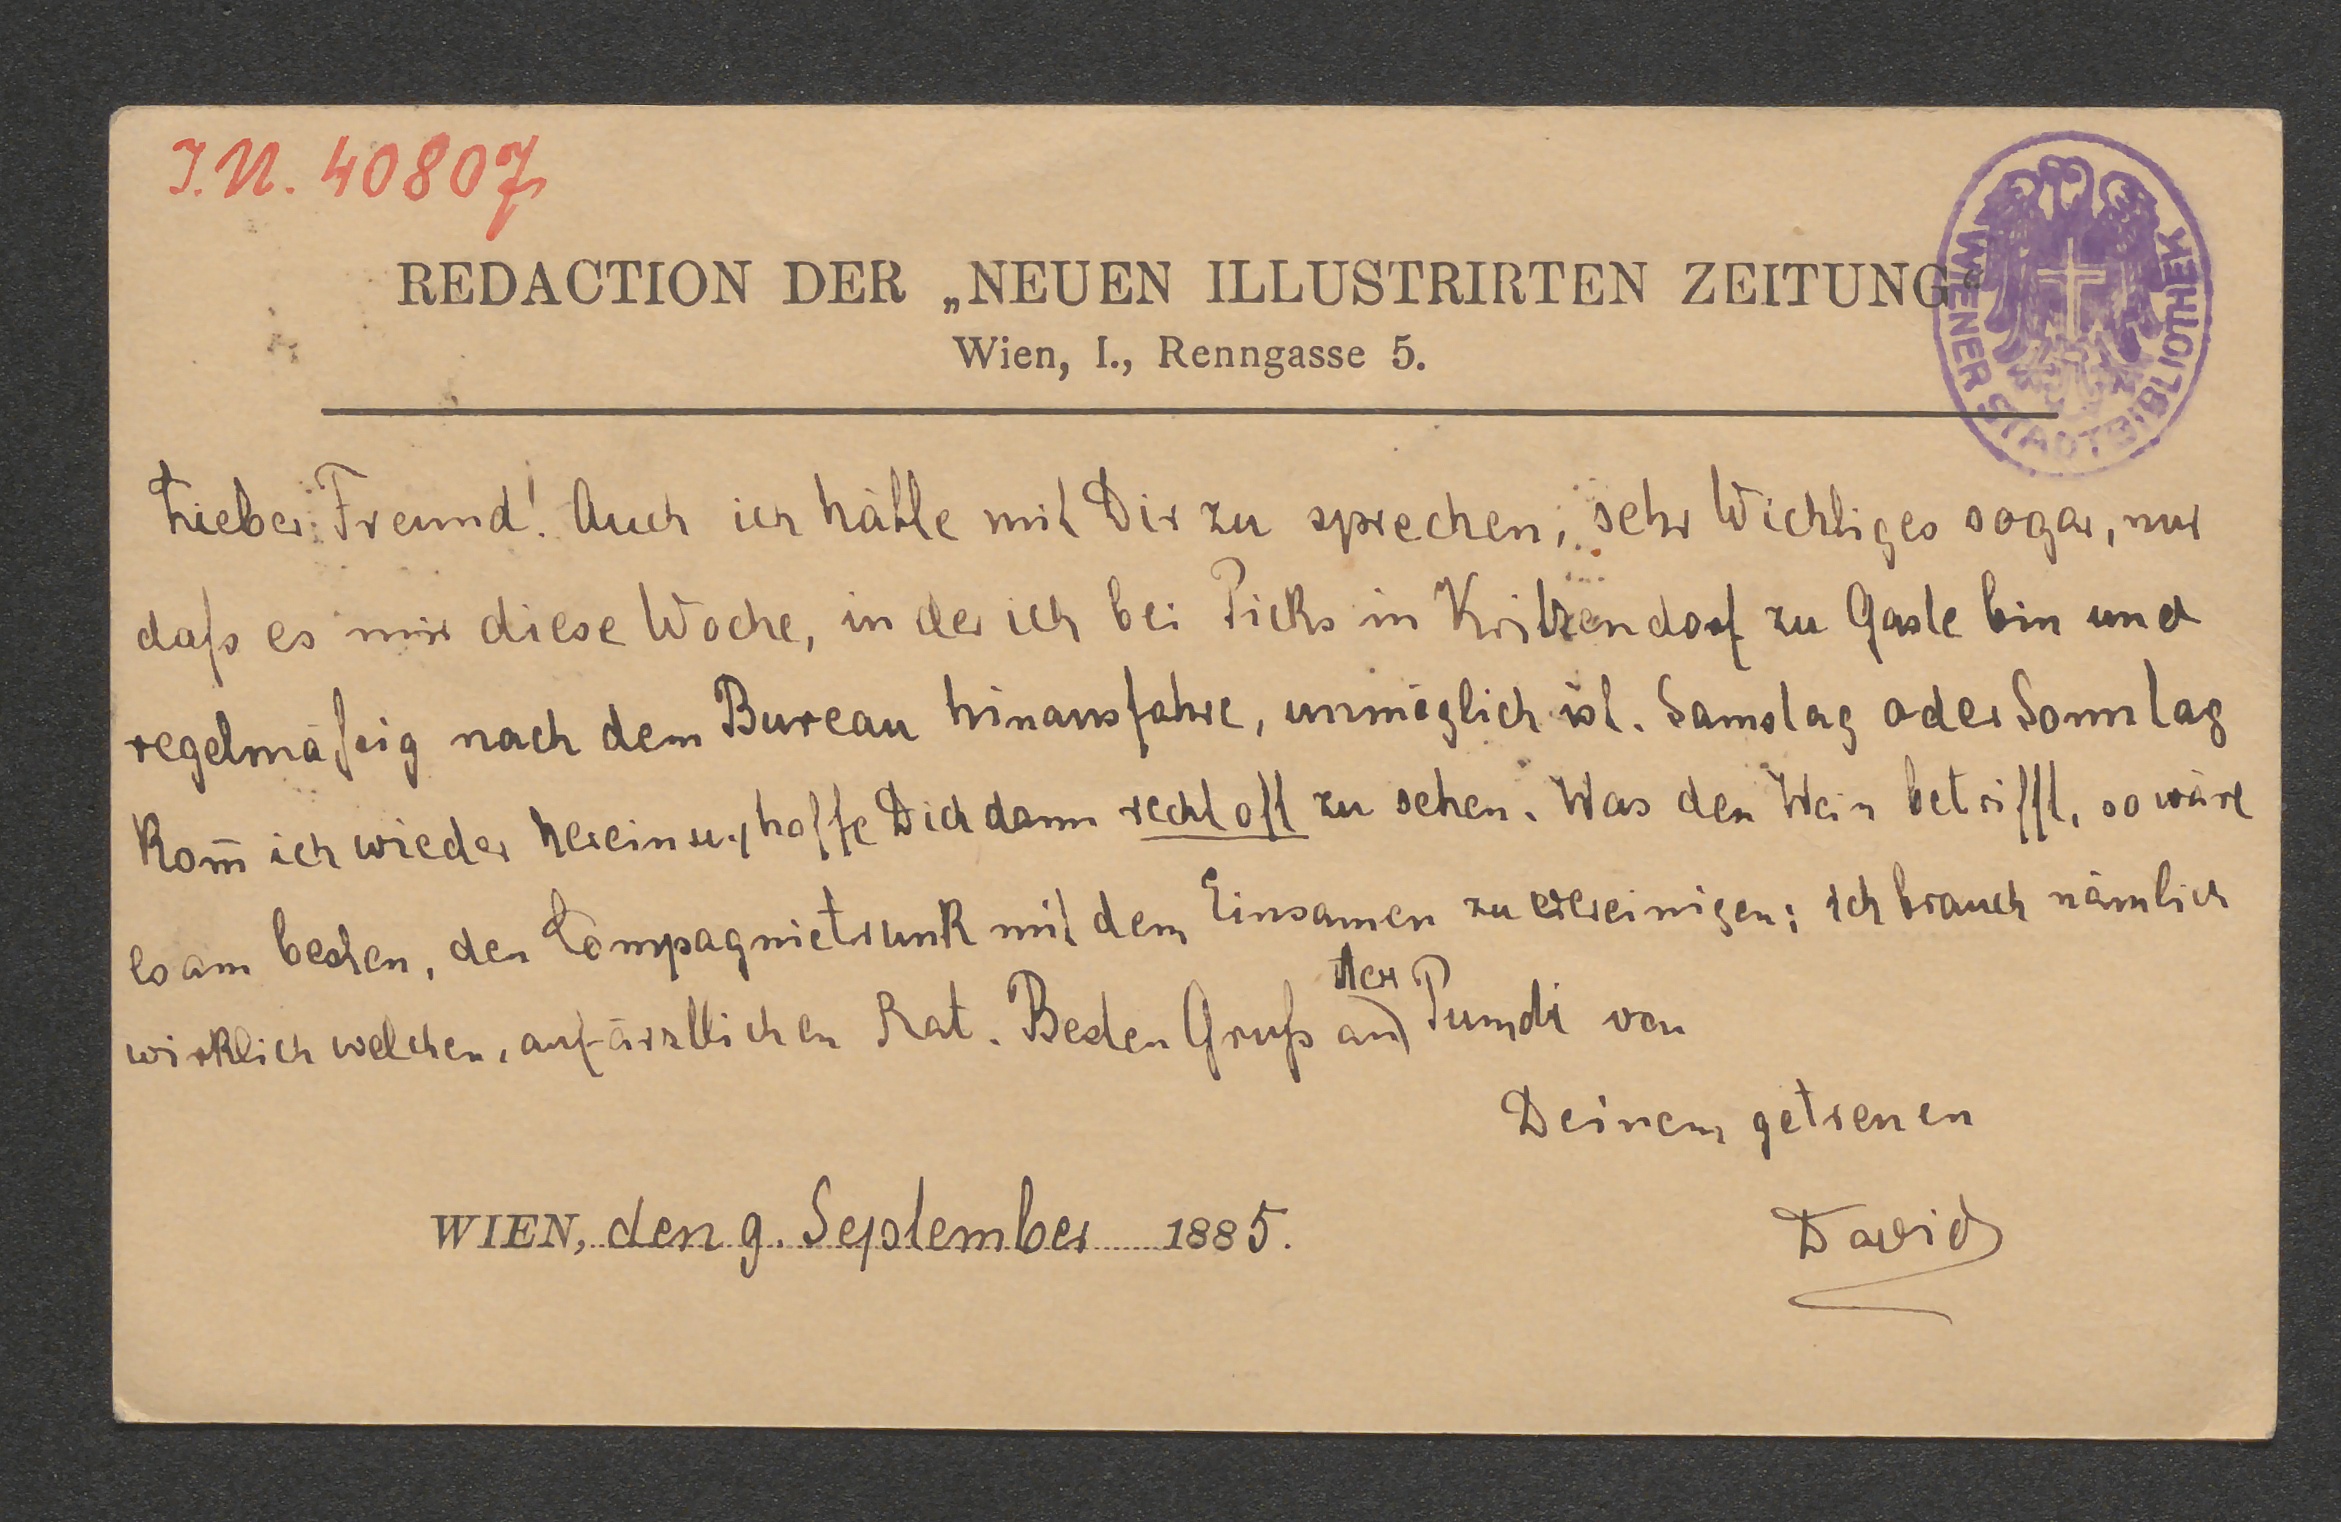 J.N. 40807
REDACTION DER „NEUEN ILLUSTRIRTEN ZEITUNG“
Wien, I., Renngasse 5.
WIENER STADTBIBLIOTHEK
Lieber Freund! Auch ich hätte mit Dir zu sprechen, sehr Wichtiges sogar, nur
daſs es mir diese Woche, in der ich bei Picks in Kritzendorf zu Gaste bin und
regelmäſsig nach dem Bureau hinausfahre, unmöglich ist. Samstag oder Sonntag
kom̄ ich wieder herein u. hoffe Dich dann recht oft zu sehen. Was den Wein betrifft, so wäre
es am besten, den Compagnietrunk mit dem Einsamen zu vereinigen; ich brauch nämlich
wirklich welchen, auf ärztlichen Rat. Besten Gruſs an der Pumdi von
Deinem getreuen
David
WIEN, den 9. September 1885.